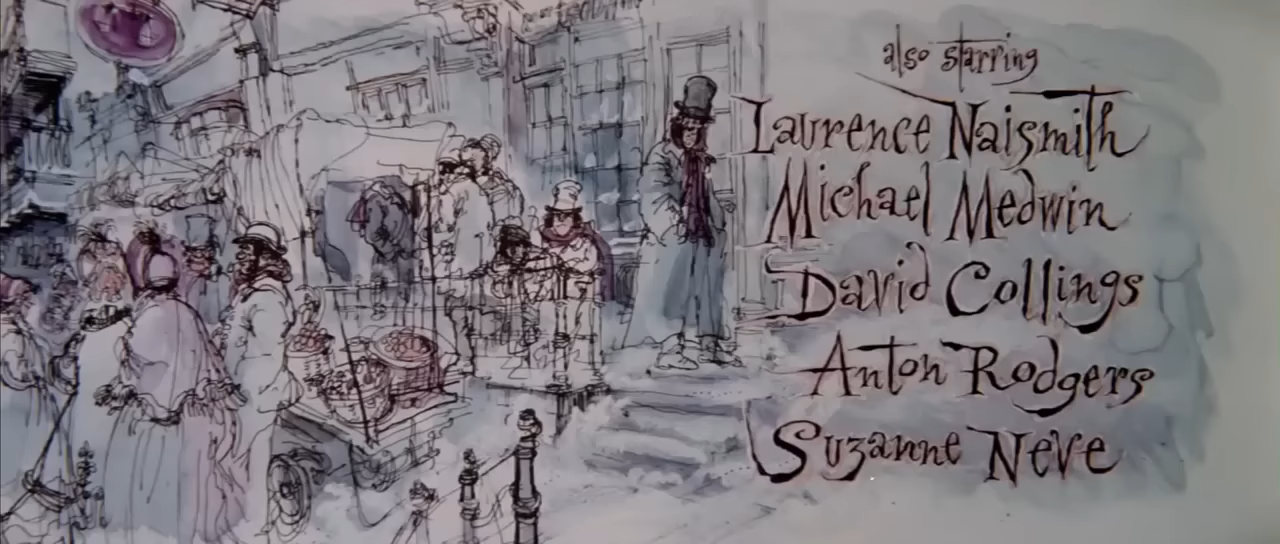 also starring
Laurence Naismith
Michael Medwin
David Collings
Anton Rodgers
Suzanne Neve